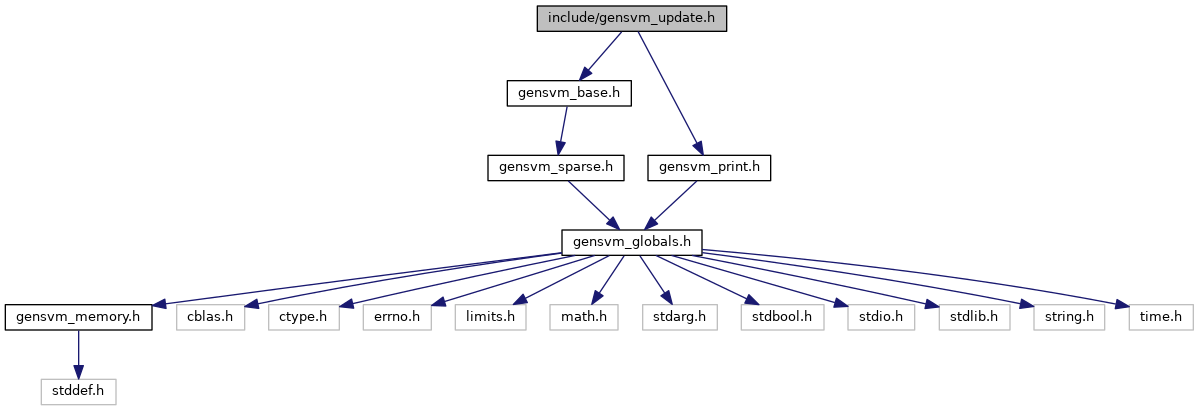 include/gensvm_update.h
gensvm_base.h
gensvm_sparse.h
gensvm_print.h
gensvm_globals.h
gensvm_memory.h
cblas.h
ctype.h
errno.h
limits.h
math.h
stdarg.h
stdbool.h
stdio.h
stdlib.h
string.h
time.h
stddef.h